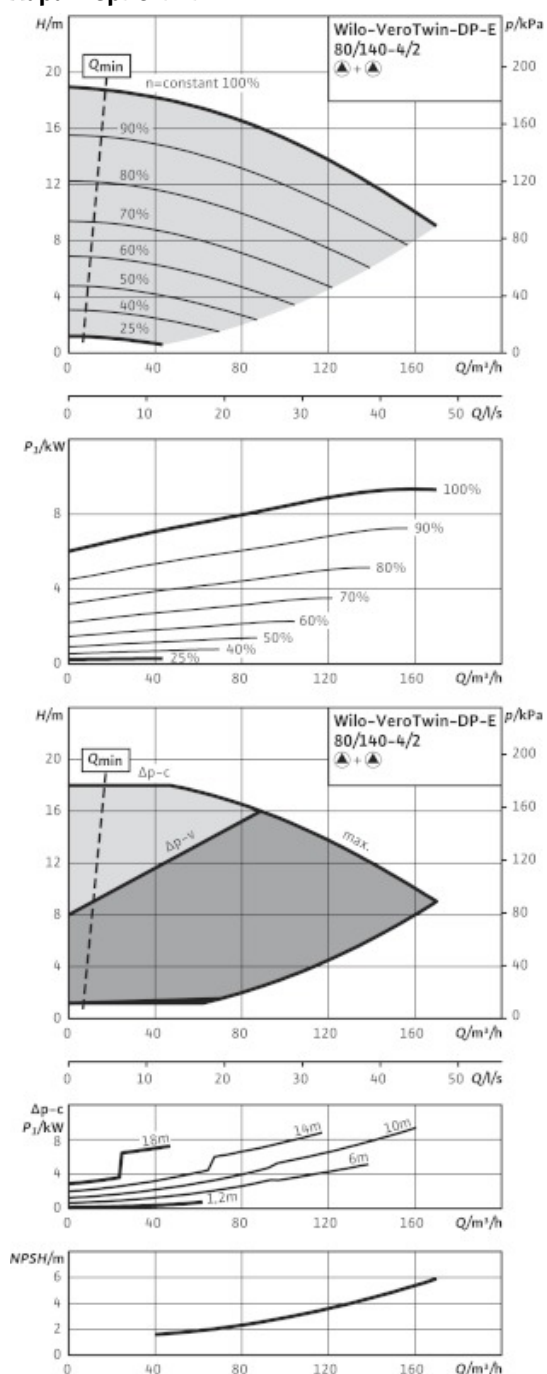 H/m
Wilo-VeroTwin-DP-E
80/140-4/2
+
p/kPa
Qmin
n=constant 100%
90%
80%
70%
60%
50%
40%
25%
20
16
12
8
4
0
200
160
120
80
40
0
0 40 80 120 160 Q/m³/h
0 10 20 30 40 50 Q/l/s
P₁/kW
8
4
0
100%
90%
80%
70%
60%
50%
40%
25%
0 40 80 120 160 Q/m³/h
H/m
Wilo-VeroTwin-DP-E
80/140-4/2
+
p/kPa
Qmin
Δp-c
Δp-v
max.
20
16
12
8
4
0
200
160
120
80
40
0
0 40 80 120 160 Q/m³/h
0 10 20 30 40 50 Q/l/s
Δp-c
P₁/kW
8
4
0
18m
14m
10m
6m
1,2m
0 40 80 120 160 Q/m³/h
NPSH/m
6
4
2
0
0 40 80 120 160 Q/m³/h